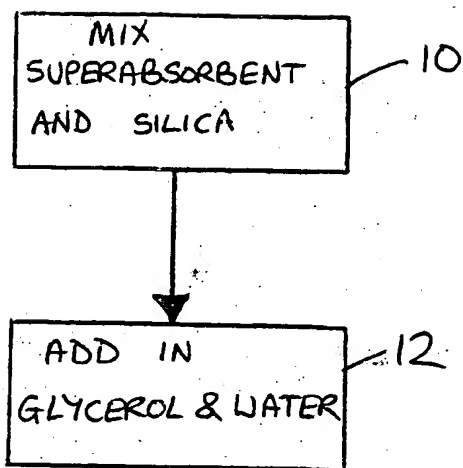 MIX
SUPERABSORBENT
AND SILICA
10
ADD IN
GLYCEROL & WATER
12